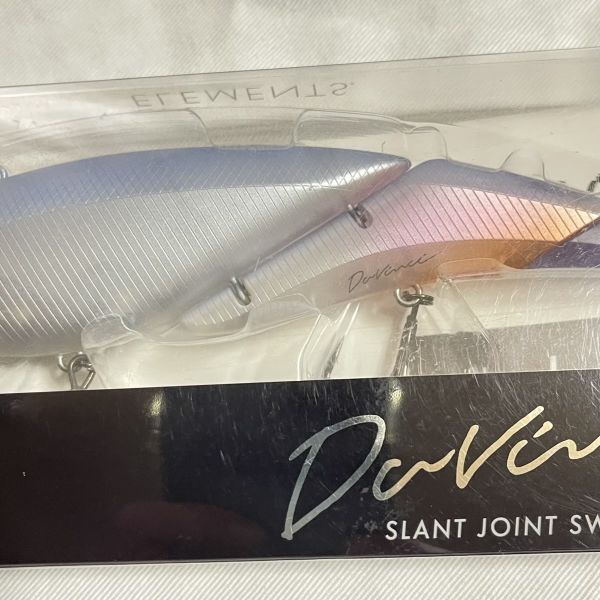 ELEMENTS.
DaVinci
DaVinc
SLANT JOINT SW